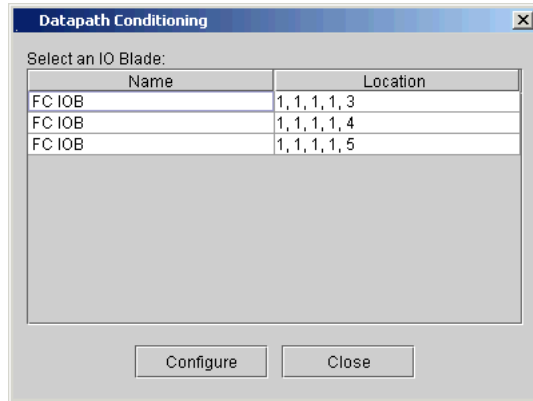 Datapath Conditioning
Select an IO Blade:
Name Location
FC IOB 1, 1, 1, 1, 3
FC IOB 1, 1, 1, 1, 4
FC IOB 1, 1, 1, 1, 5
Configure Close